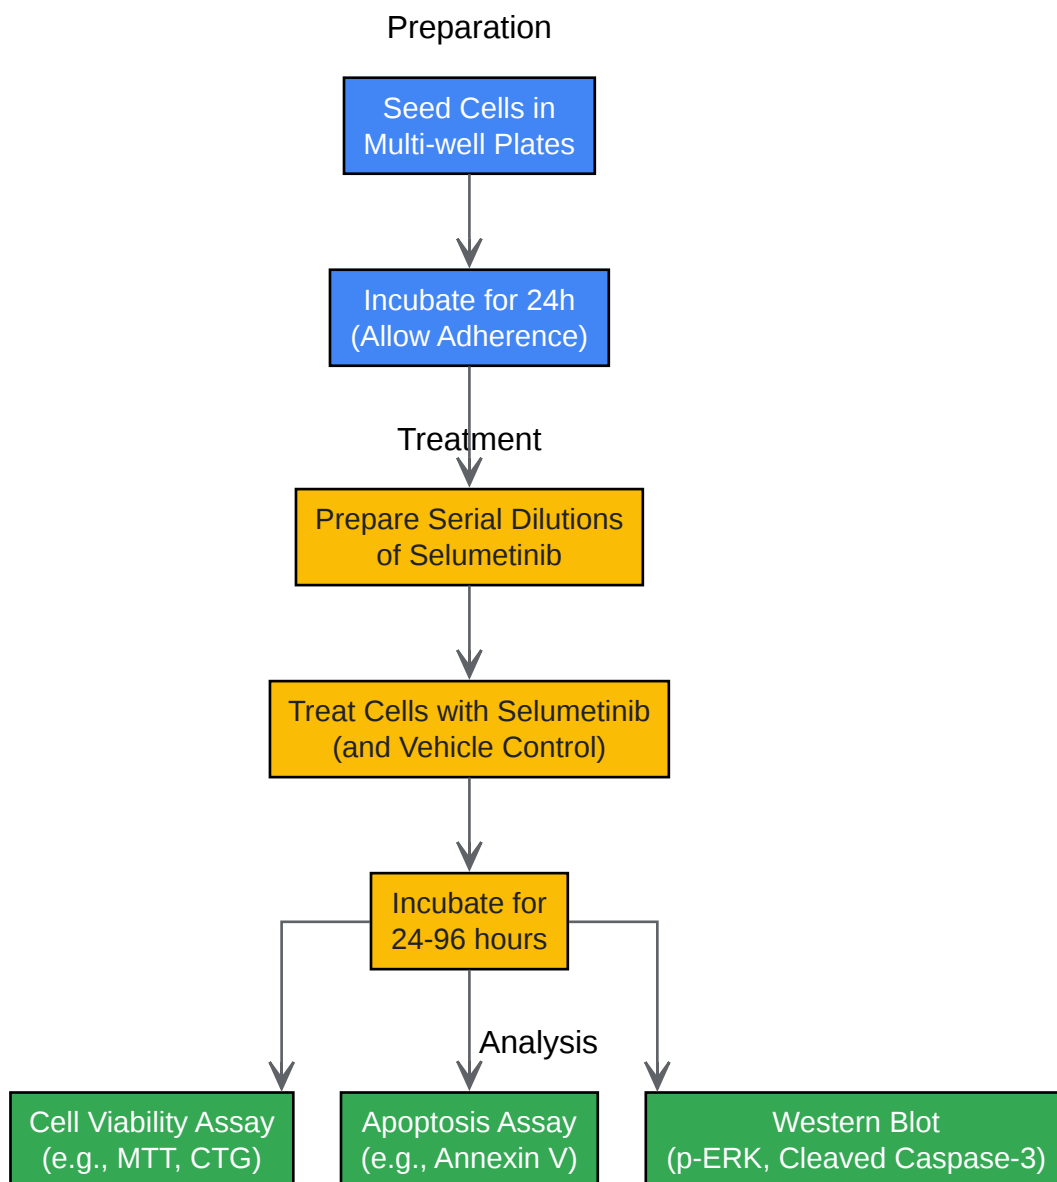 Preparation
Seed Cells in
Multi-well Plates
Incubate for 24h
(Allow Adherence)
Treatment
Prepare Serial Dilutions
of Selumetinib
Treat Cells with Selumetinib
(and Vehicle Control)
Incubate for
24-96 hours
Analysis
Cell Viability Assay
(e.g., MTT, CTG)
Apoptosis Assay
(e.g., Annexin V)
Western Blot
(p-ERK, Cleaved Caspase-3)